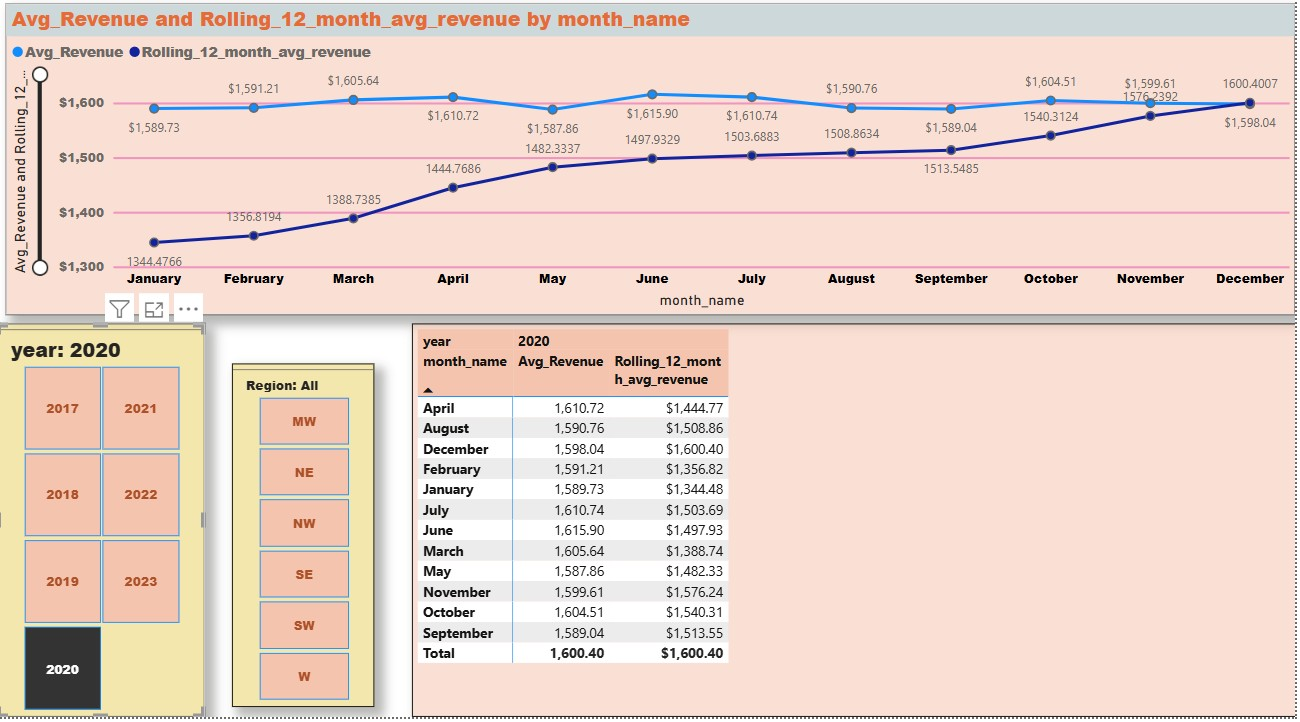 Avg_Revenue and Rolling_12_month_avg_revenue by month_name
Avg_Revenue Rolling_12_month_avg_revenue
Avg_Revenue and Rolling_12_...
$1,600
$1,500
$1,400
$1,300
$1,589.73 $1,591.21 $1,605.64 $1,610.72 $1,587.86 $1,615.90 $1,610.74 $1,590.76 $1,589.04 $1,604.51 $1,599.61 $1,598.04
1344.4766 1356.8194 1388.7385 1444.7686 1482.3337 1497.9329 1503.6883 1508.8634 1513.5485 1540.3124 1576.2392 1600.4007
January February March April May June July August September October November December
month_name
year: 2020
2017 2021
2018 2022
2019 2023
2020
Region: All
MW
NE
NW
SE
SW
W
year 2020
month_name Avg_Revenue Rolling_12_mont
h_avg_revenue
April 1,610.72 $1,444.77
August 1,590.76 $1,508.86
December 1,598.04 $1,600.40
February 1,591.21 $1,356.82
January 1,589.73 $1,344.48
July 1,610.74 $1,503.69
June 1,615.90 $1,497.93
March 1,605.64 $1,388.74
May 1,587.86 $1,482.33
November 1,599.61 $1,576.24
October 1,604.51 $1,540.31
September 1,589.04 $1,513.55
Total 1,600.40 $1,600.40